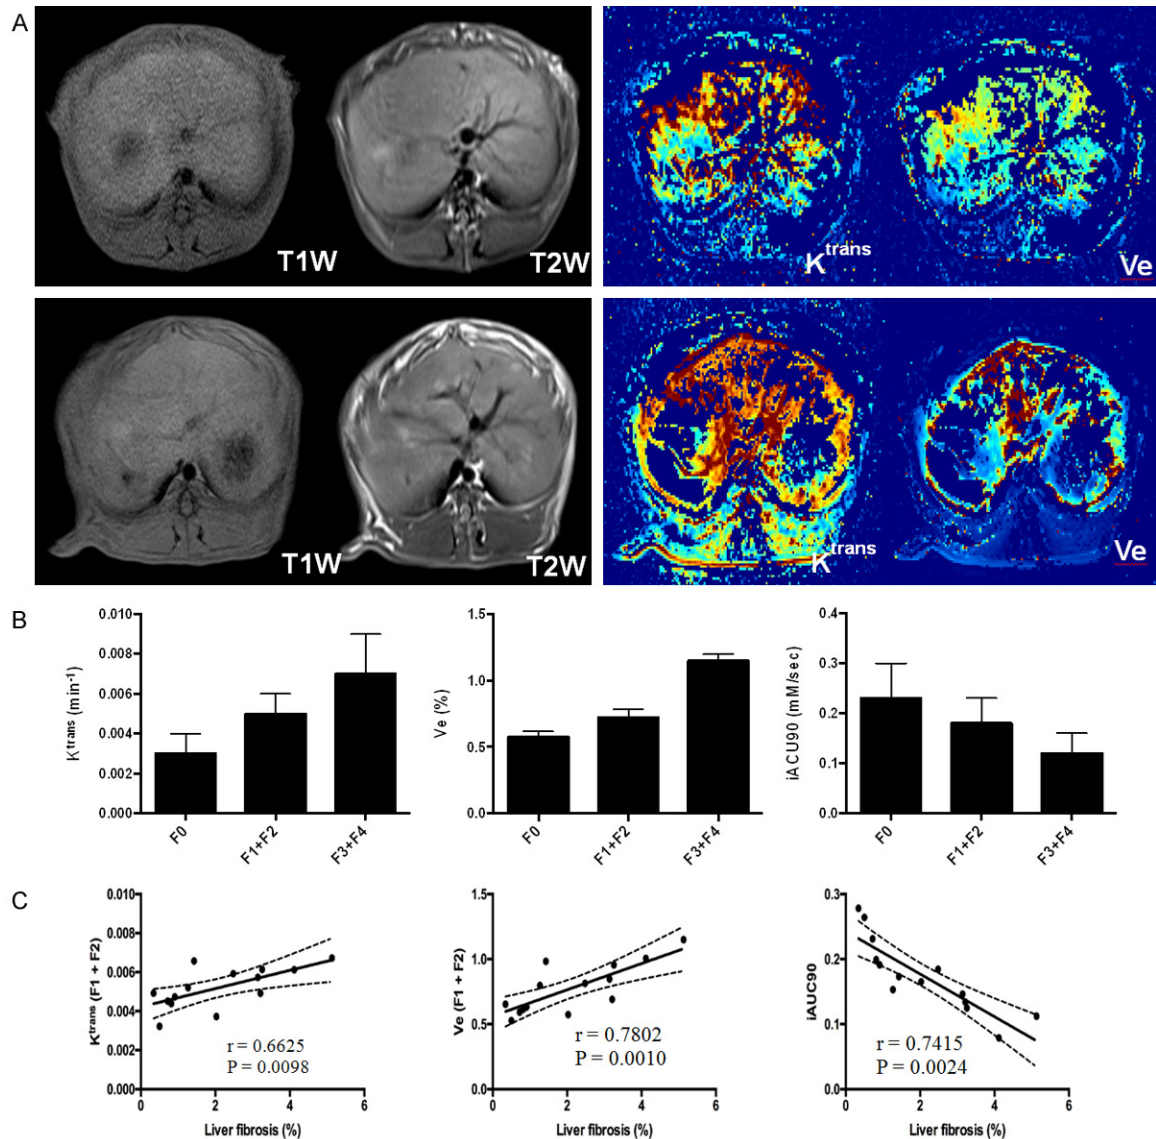 A
T1W
T2W
K^trans
Ve
T1W
T2W
K^trans
Ve
B
K^trans (min⁻¹)
0.010
0.008
0.006
0.004
0.002
0.000
F0
F1+F2
F3+F4
Ve (%)
1.5
1.0
0.5
0.0
F0
F1+F2
F3+F4
iACU90 (mM/sec)
0.4
0.3
0.2
0.1
0.0
F0
F1+F2
F3+F4
C
K^trans (F1 + F2)
0.010
0.008
0.006
0.004
0.002
0.000
r = 0.6625
P = 0.0098
0 2 4 6
Liver fibrosis (%)
Ve (F1 + F2)
1.5
1.0
0.5
0.0
r = 0.7802
P = 0.0010
0 2 4 6
Liver fibrosis (%)
iAUC90
0.3
0.2
0.1
0.0
r = 0.7415
P = 0.0024
0 2 4 6
Liver fibrosis (%)